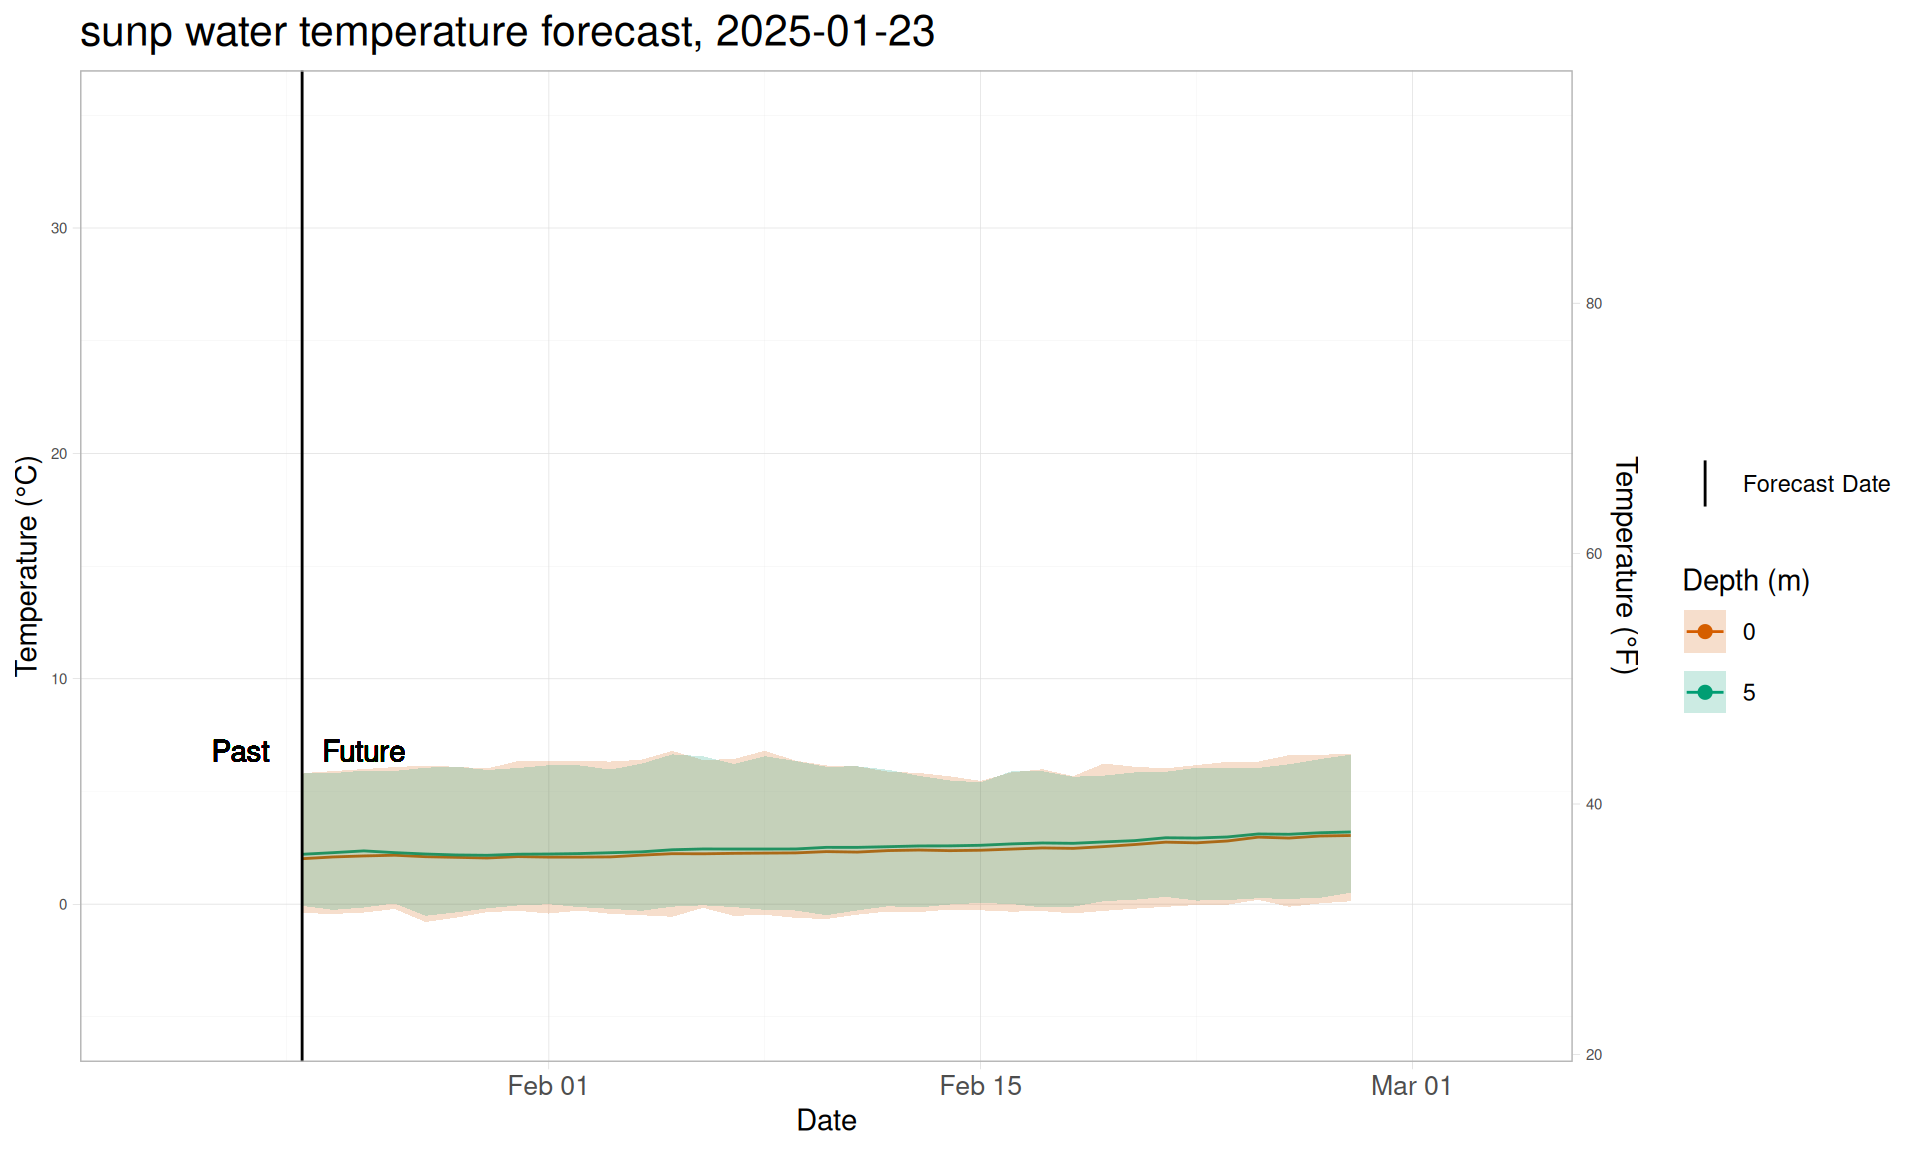 sunp water temperature forecast, 2025-01-23
Temperature (°C)
30
20
10
0
Past
Future
Feb 01
Feb 15
Mar 01
Date
80
60
40
20
Temperature (°F)
Forecast Date
Depth (m)
0
5